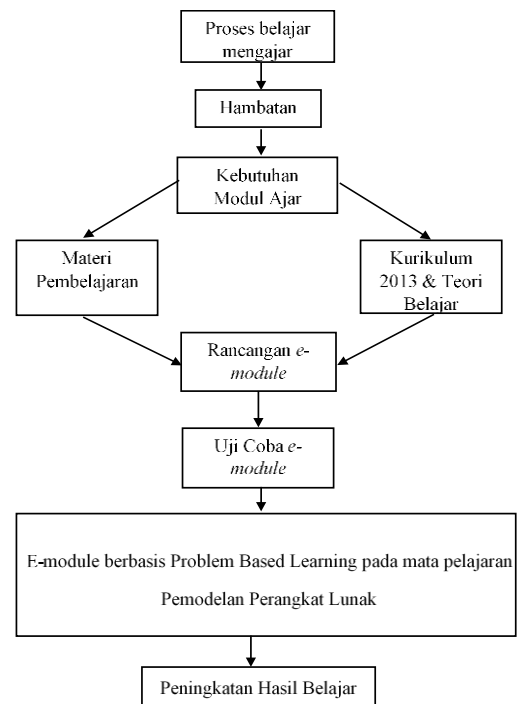 Proses belajar
mengajar
Hambatan
Kebutuhan
Modul Ajar
Materi
Pembelajaran
Kurikulum
2013 & Teori
Belajar
Rancangan e-
module
Uji Coba e-
module
E-module berbasis Problem Based Learning pada mata pelajaran
Pemodelan Perangkat Lunak
Peningkatan Hasil Belajar